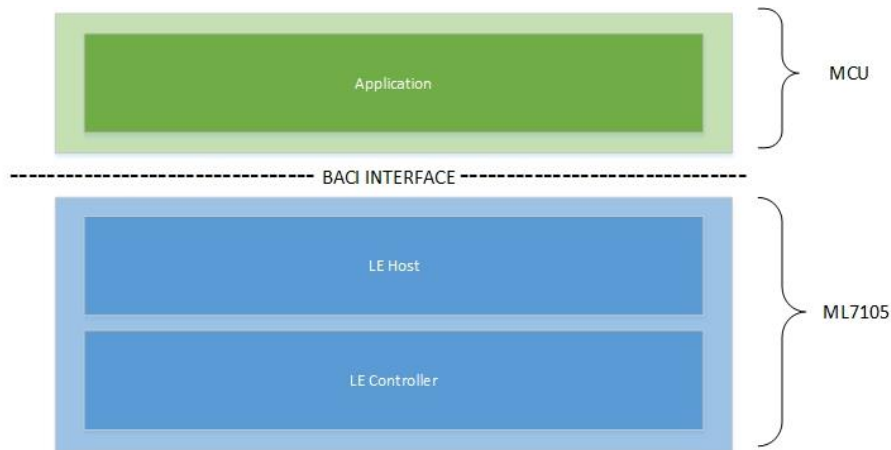 Application
MCU
BACI INTERFACE
LE Host
ML7105
LE Controller